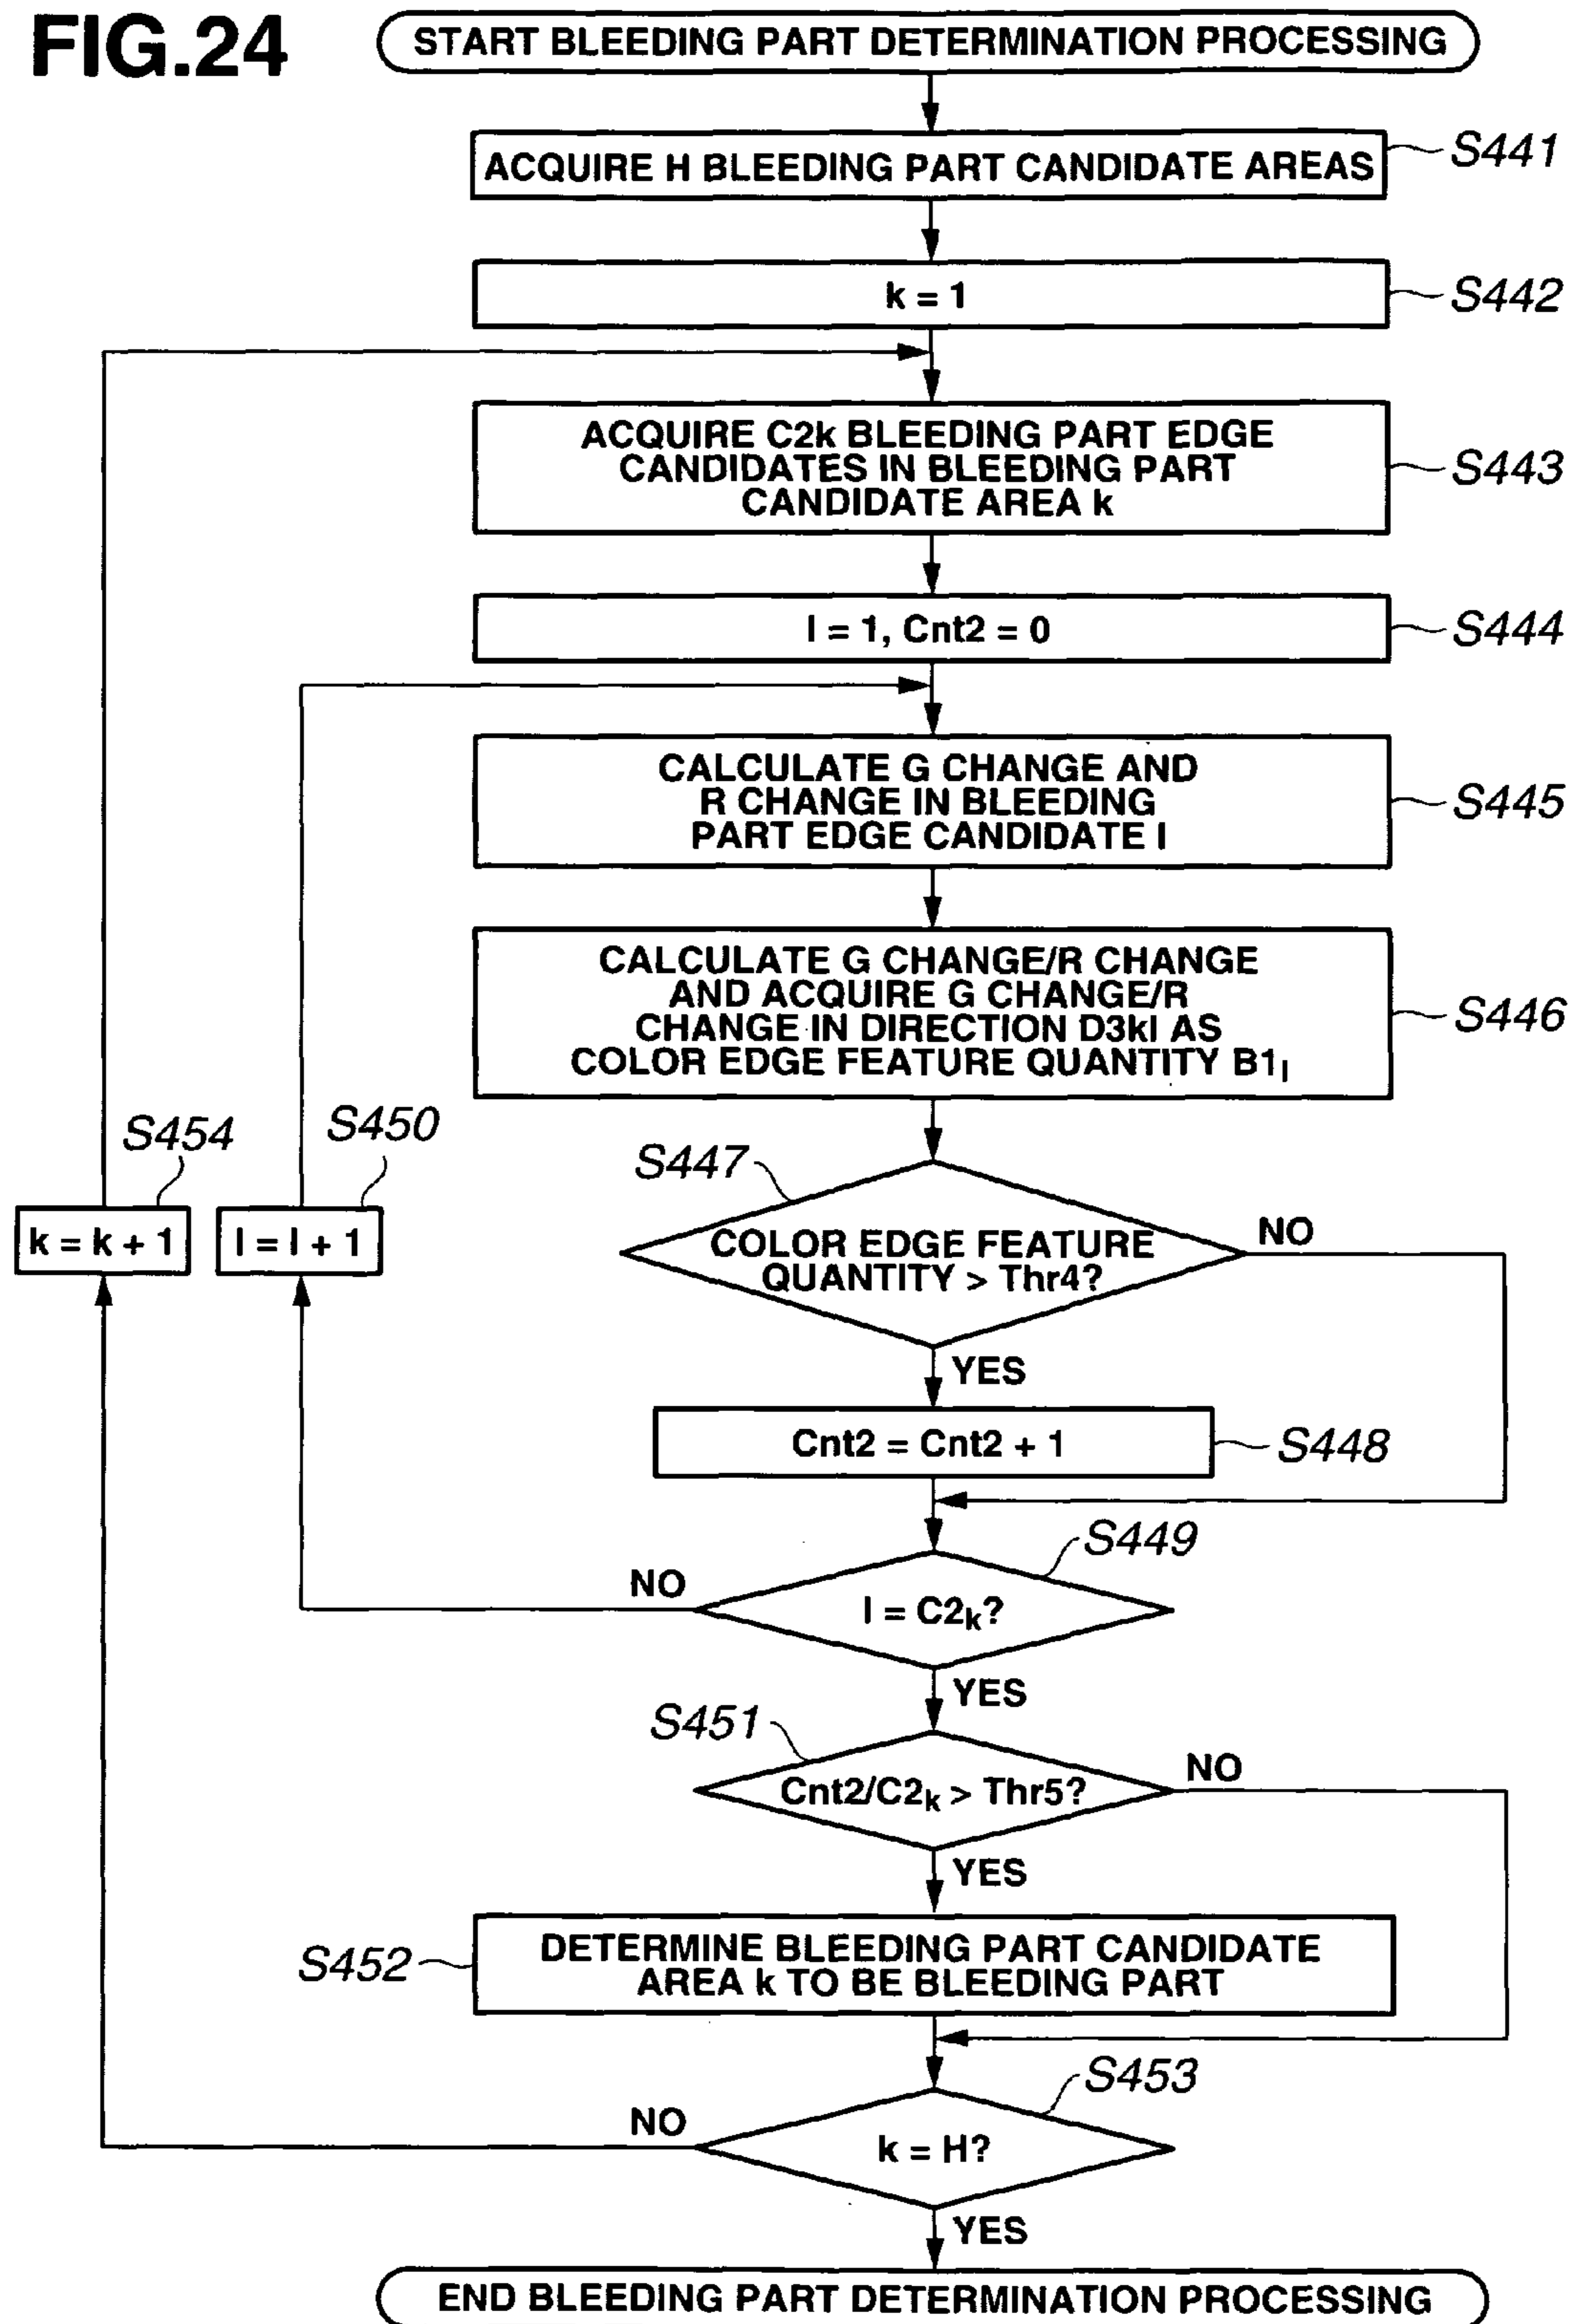 FIG.24
START BLEEDING PART DETERMINATION PROCESSING
ACQUIRE H BLEEDING PART CANDIDATE AREAS
S441
k = 1
S442
ACQUIRE C2k BLEEDING PART EDGE
CANDIDATES IN BLEEDING PART
CANDIDATE AREA k
S443
l = 1, Cnt2 = 0
S444
CALCULATE G CHANGE AND
R CHANGE IN BLEEDING
PART EDGE CANDIDATE l
S445
CALCULATE G CHANGE/R CHANGE
AND ACQUIRE G CHANGE/R
CHANGE IN DIRECTION D3kl AS
COLOR EDGE FEATURE QUANTITY B1l
S446
S454
k = k + 1
S450
l = l + 1
S447
COLOR EDGE FEATURE
QUANTITY > Thr4?
NO
YES
Cnt2 = Cnt2 + 1
S448
S449
l = C2k?
NO
YES
S451
Cnt2/C2k > Thr5?
NO
YES
S452
DETERMINE BLEEDING PART CANDIDATE
AREA k TO BE BLEEDING PART
S453
k = H?
NO
YES
END BLEEDING PART DETERMINATION PROCESSING